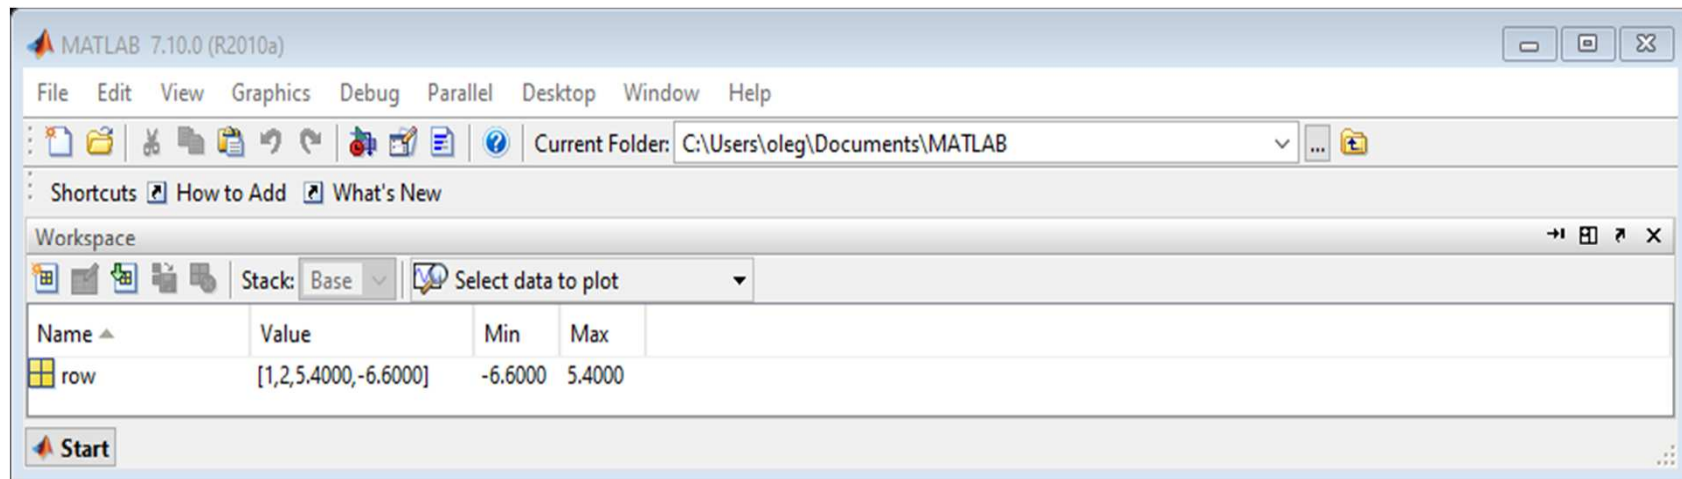 MATLAB 7.10.0 (R2010a)
File Edit View Graphics Debug Parallel Desktop Window Help
Current Folder: C:\Users\oleg\Documents\MATLAB ...
Shortcuts How to Add What's New
Workspace
Stack: Base Select data to plot
Name Value Min Max
row [1,2,5.4000,-6.6000] -6.6000 5.4000
Start